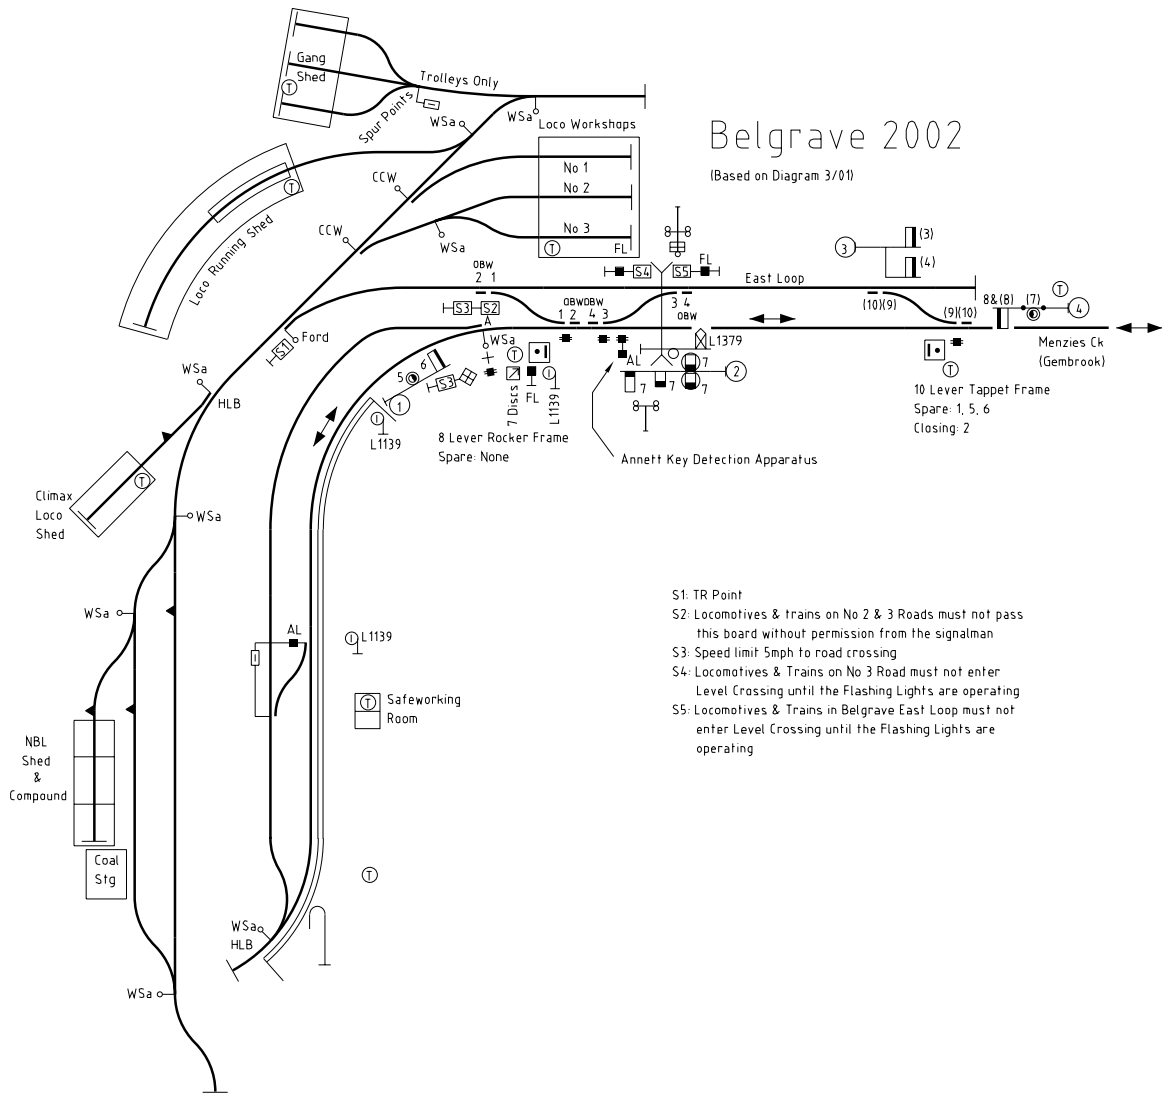 Belgrave 2002
(Based on Diagram 3/01)
Gang
Shed
T
Trolleys Only
Spur Points
WSa
WSa
Loco Workshops
No 1
No 2
No 3
T
FL
CCW
CCW
WSa
T
Loco Running Shed
S4
S5
FL
East Loop
3
(3)
(4)
OBW
2 1
S3
S2
A
WSa
OBW OBW
1 2 4 3
3 4
OBW
(10)(9)
(9)(10)
8&(8)
(7)
T
4
Menzies Ck
(Gembrook)
S1
Ford
T
I
L1139
7 Discs
FL
AL
L1379
7
7
7
7
2
T
10 Lever Tappet Frame
Spare: 1, 5, 6
Closing: 2
5
6
S3
1
I
L1139
8 Lever Rocker Frame
Spare: None
Annett Key Detection Apparatus
WSa
HLB
T
Climax
Loco
Shed
WSa
WSa
AL
I
I
L1139
T
Safeworking
Room
S1: TR Point
S2: Locomotives & trains on No 2 & 3 Roads must not pass
this board without permission from the signalman
S3: Speed limit 5mph to road crossing
S4: Locomotives & Trains on No 3 Road must not enter
Level Crossing until the Flashing Lights are operating
S5: Locomotives & Trains in Belgrave East Loop must not
enter Level Crossing until the Flashing Lights are
operating
NBL
Shed
&
Compound
Coal
Stg
T
WSa
HLB
WSa